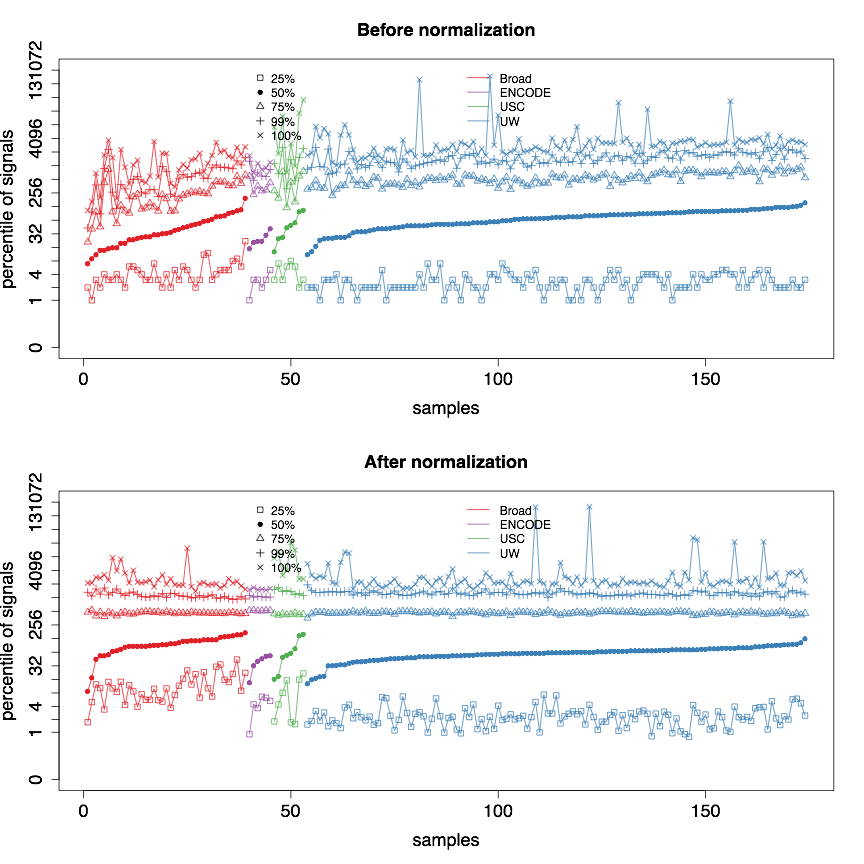 Before normalization
percentile of signals
131072
4096
256
32
4
1
0
25%
50%
75%
99%
100%
Broad
ENCODE
USC
UW
0 50 100 150
samples
After normalization
percentile of signals
131072
4096
256
32
4
1
0
25%
50%
75%
99%
100%
Broad
ENCODE
USC
UW
0 50 100 150
samples